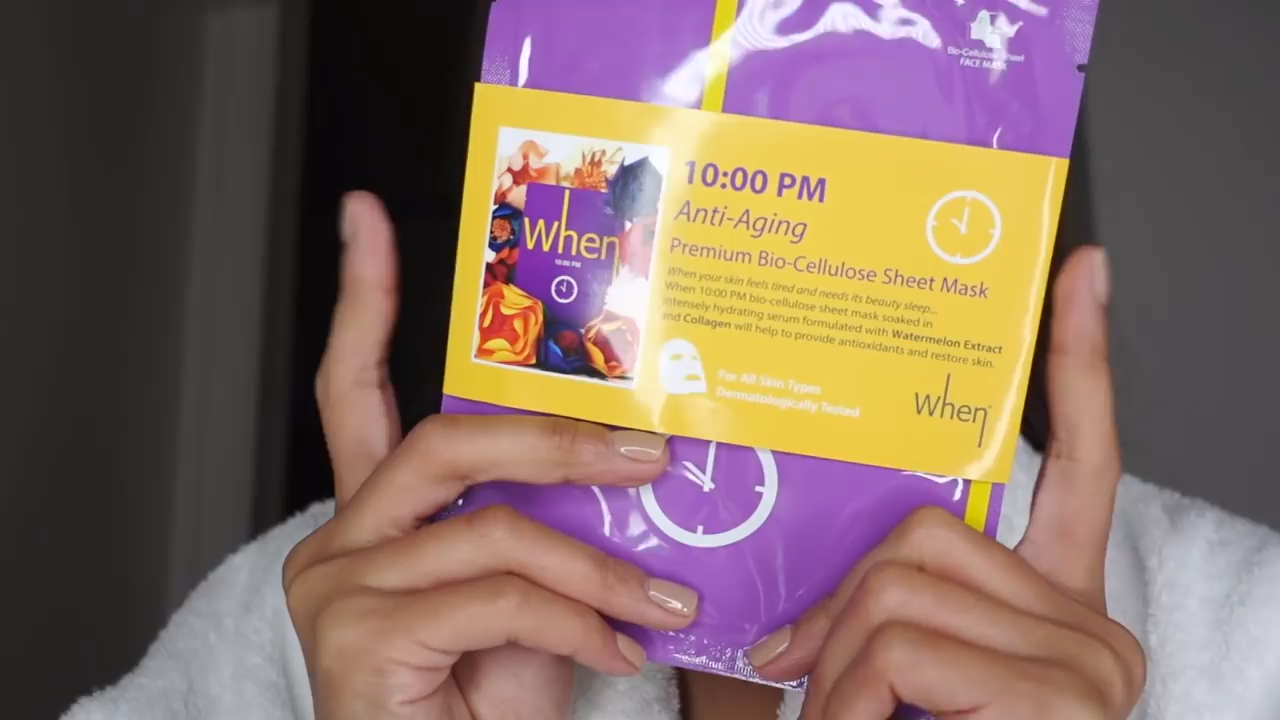 Bio-Cellulose Sheet
FACE MASK
when
10:00 PM
10:00 PM
Anti-Aging
Premium Bio-Cellulose Sheet Mask
When your skin feels tired and needs its beauty sleep...
When 10:00 PM bio-cellulose sheet mask soaked in
intensely hydrating serum formulated with Watermelon Extract
and Collagen will help to provide antioxidants and restore skin.
For All Skin Types
Dermatologically Tested
when